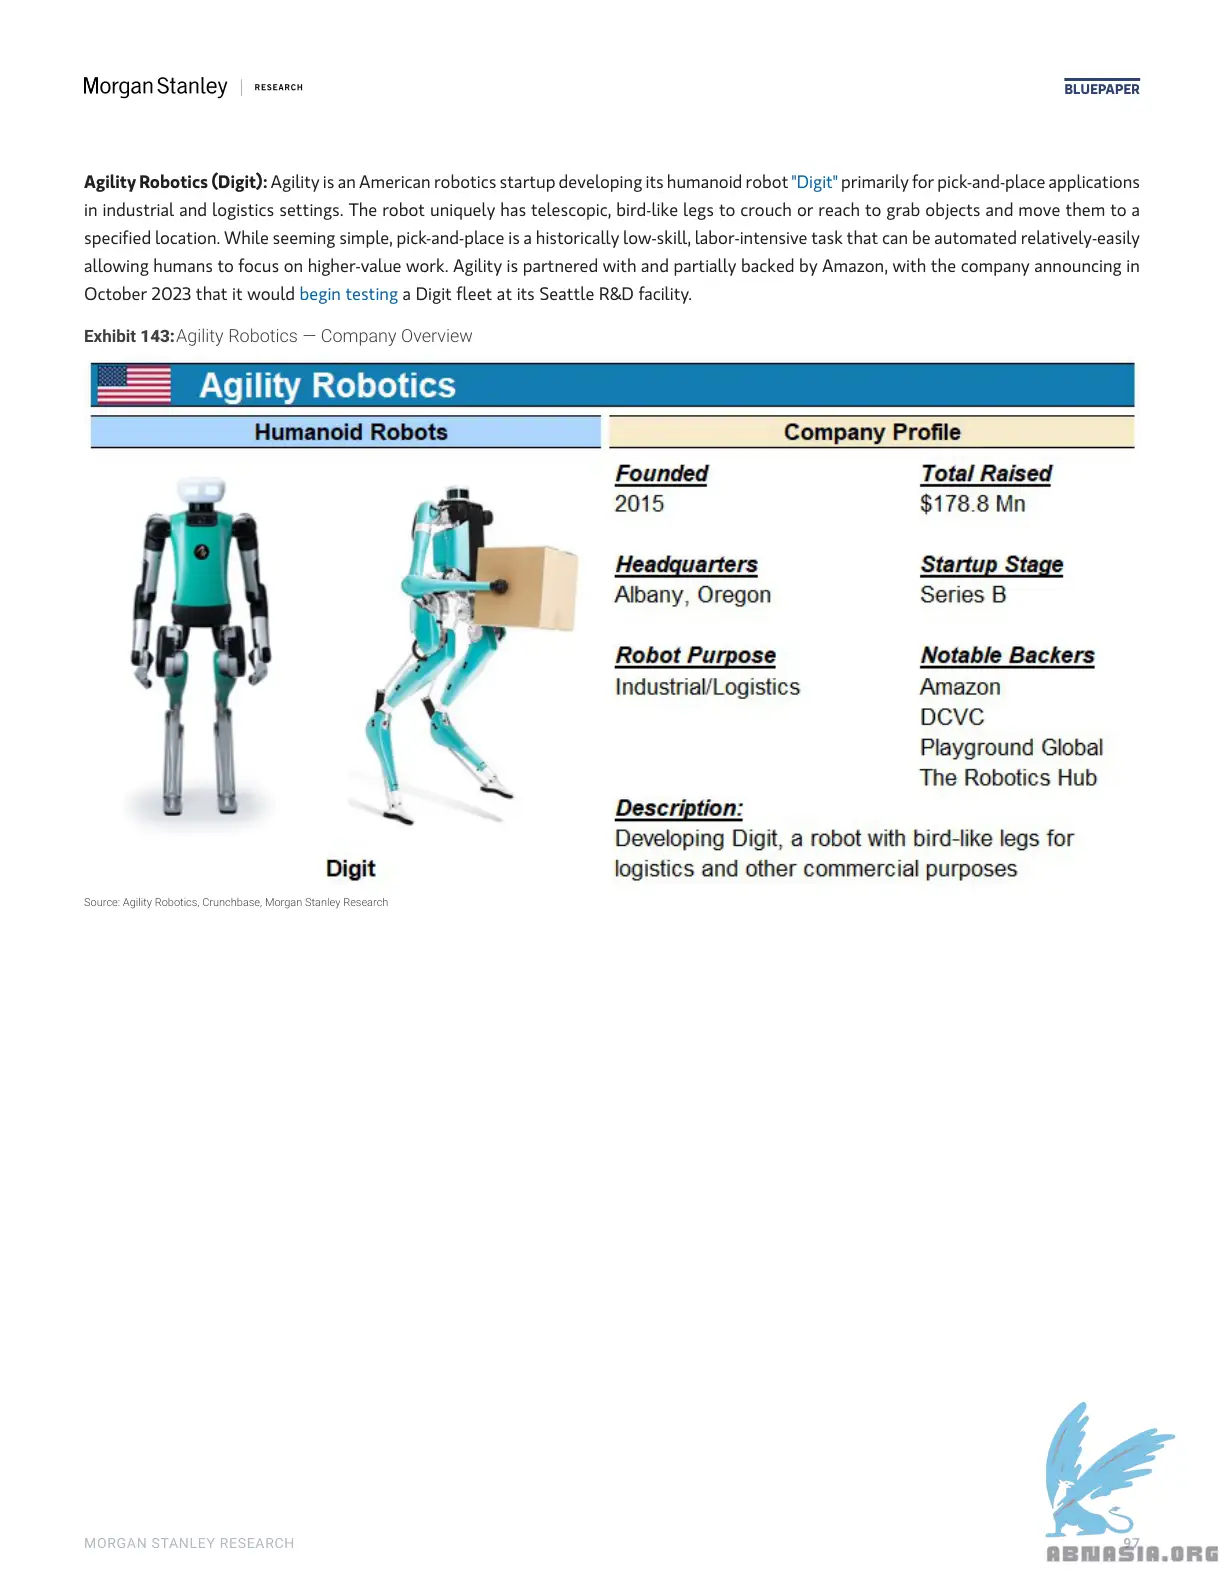 Morgan Stanley | RESEARCH
BLUEPAPER
Agility Robotics (Digit): Agility is an American robotics startup developing its humanoid robot "Digit" primarily for pick-and-place applications
in industrial and logistics settings. The robot uniquely has telescopic, bird-like legs to crouch or reach to grab objects and move them to a
specified location. While seeming simple, pick-and-place is a historically low-skill, labor-intensive task that can be automated relatively-easily
allowing humans to focus on higher-value work. Agility is partnered with and partially backed by Amazon, with the company announcing in
October 2023 that it would begin testing a Digit fleet at its Seattle R&D facility.
Exhibit 143: Agility Robotics — Company Overview
Agility Robotics
Humanoid Robots
Digit
Company Profile
Founded
2015
Total Raised
$178.8 Mn
Headquarters
Albany, Oregon
Startup Stage
Series B
Robot Purpose
Industrial/Logistics
Notable Backers
Amazon
DCVC
Playground Global
The Robotics Hub
Description:
Developing Digit, a robot with bird-like legs for
logistics and other commercial purposes
Source: Agility Robotics, Crunchbase, Morgan Stanley Research
MORGAN STANLEY RESEARCH
97
ABNASIA.ORG